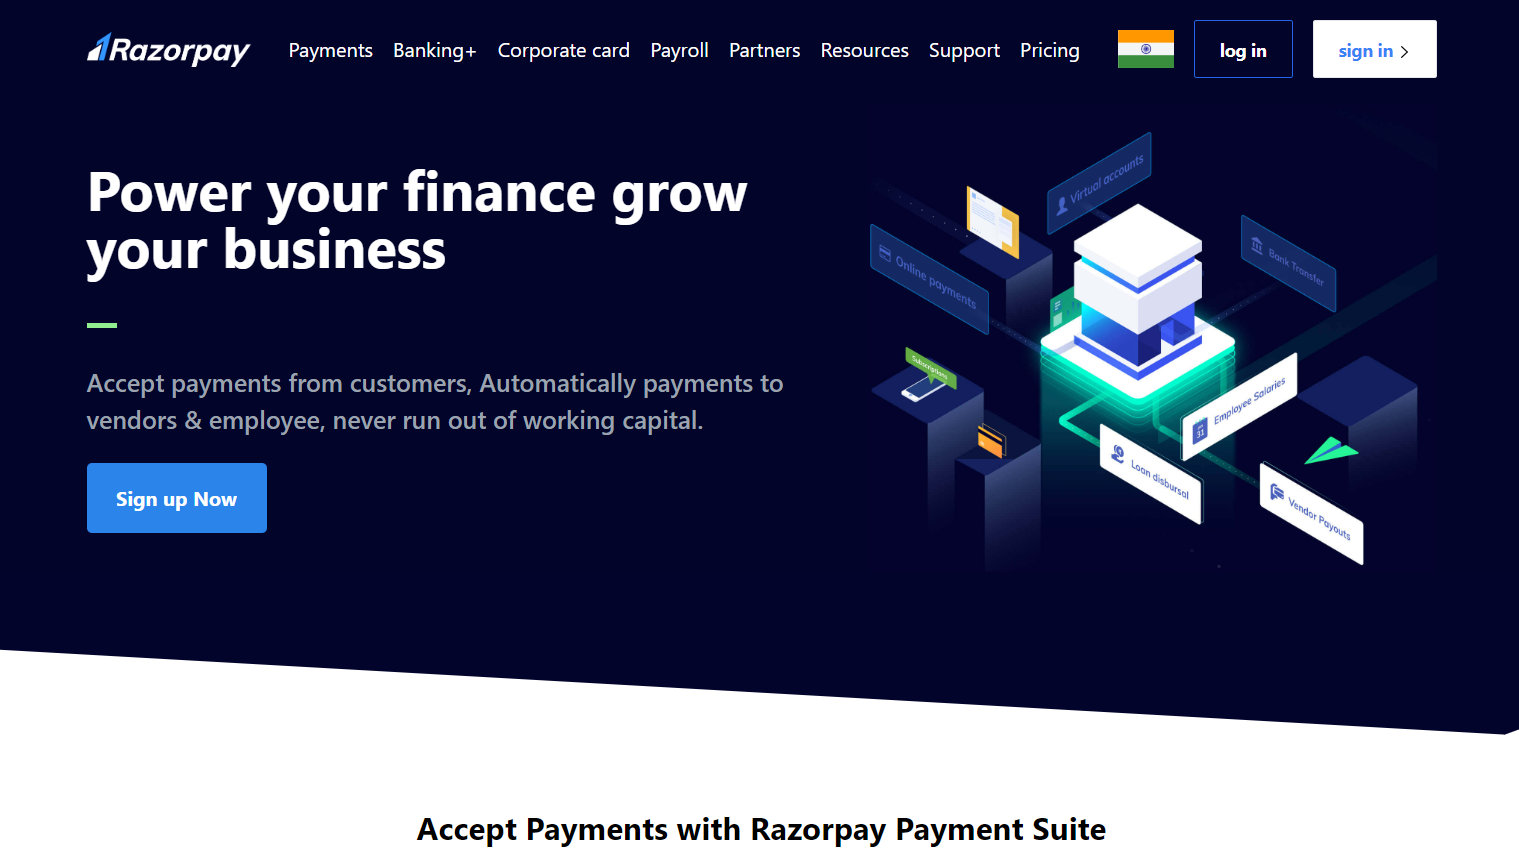 Razorpay
Payments
Banking+
Corporate card
Payroll
Partners
Resources
Support
Pricing
log in
sign in
Power your finance grow
your business
Accept payments from customers, Automatically payments to
vendors & employee, never run out of working capital.
Sign up Now
Virtual accounts
Online payments
Bank Transfer
Subscriptions
Employee Salaries
31
Loan disbursal
Vendor Payouts
Accept Payments with Razorpay Payment Suite